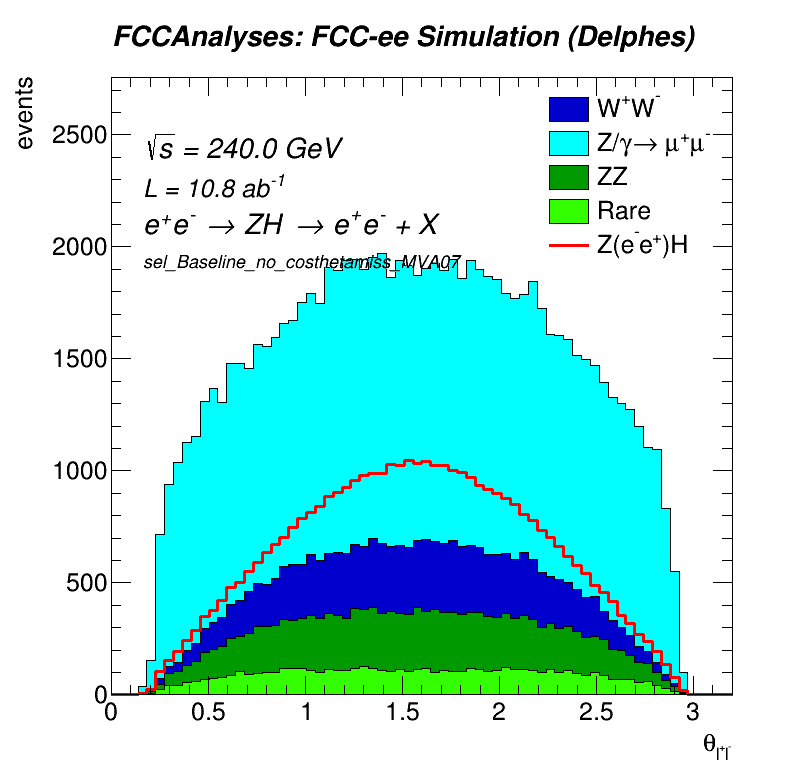 FCCAnalyses: FCC-ee Simulation (Delphes)
events
√s = 240.0 GeV
L = 10.8 ab⁻¹
e⁺e⁻ → ZH → e⁺e⁻ + X
sel_Baseline_no_costhetamiss_MVA07
W⁺W⁻
Z/γ→ μ⁺μ⁻
ZZ
Rare
Z(e⁻e⁺)H
2500
2000
1500
1000
500
0
0 0.5 1 1.5 2 2.5 3
θ_{l⁺l⁻}